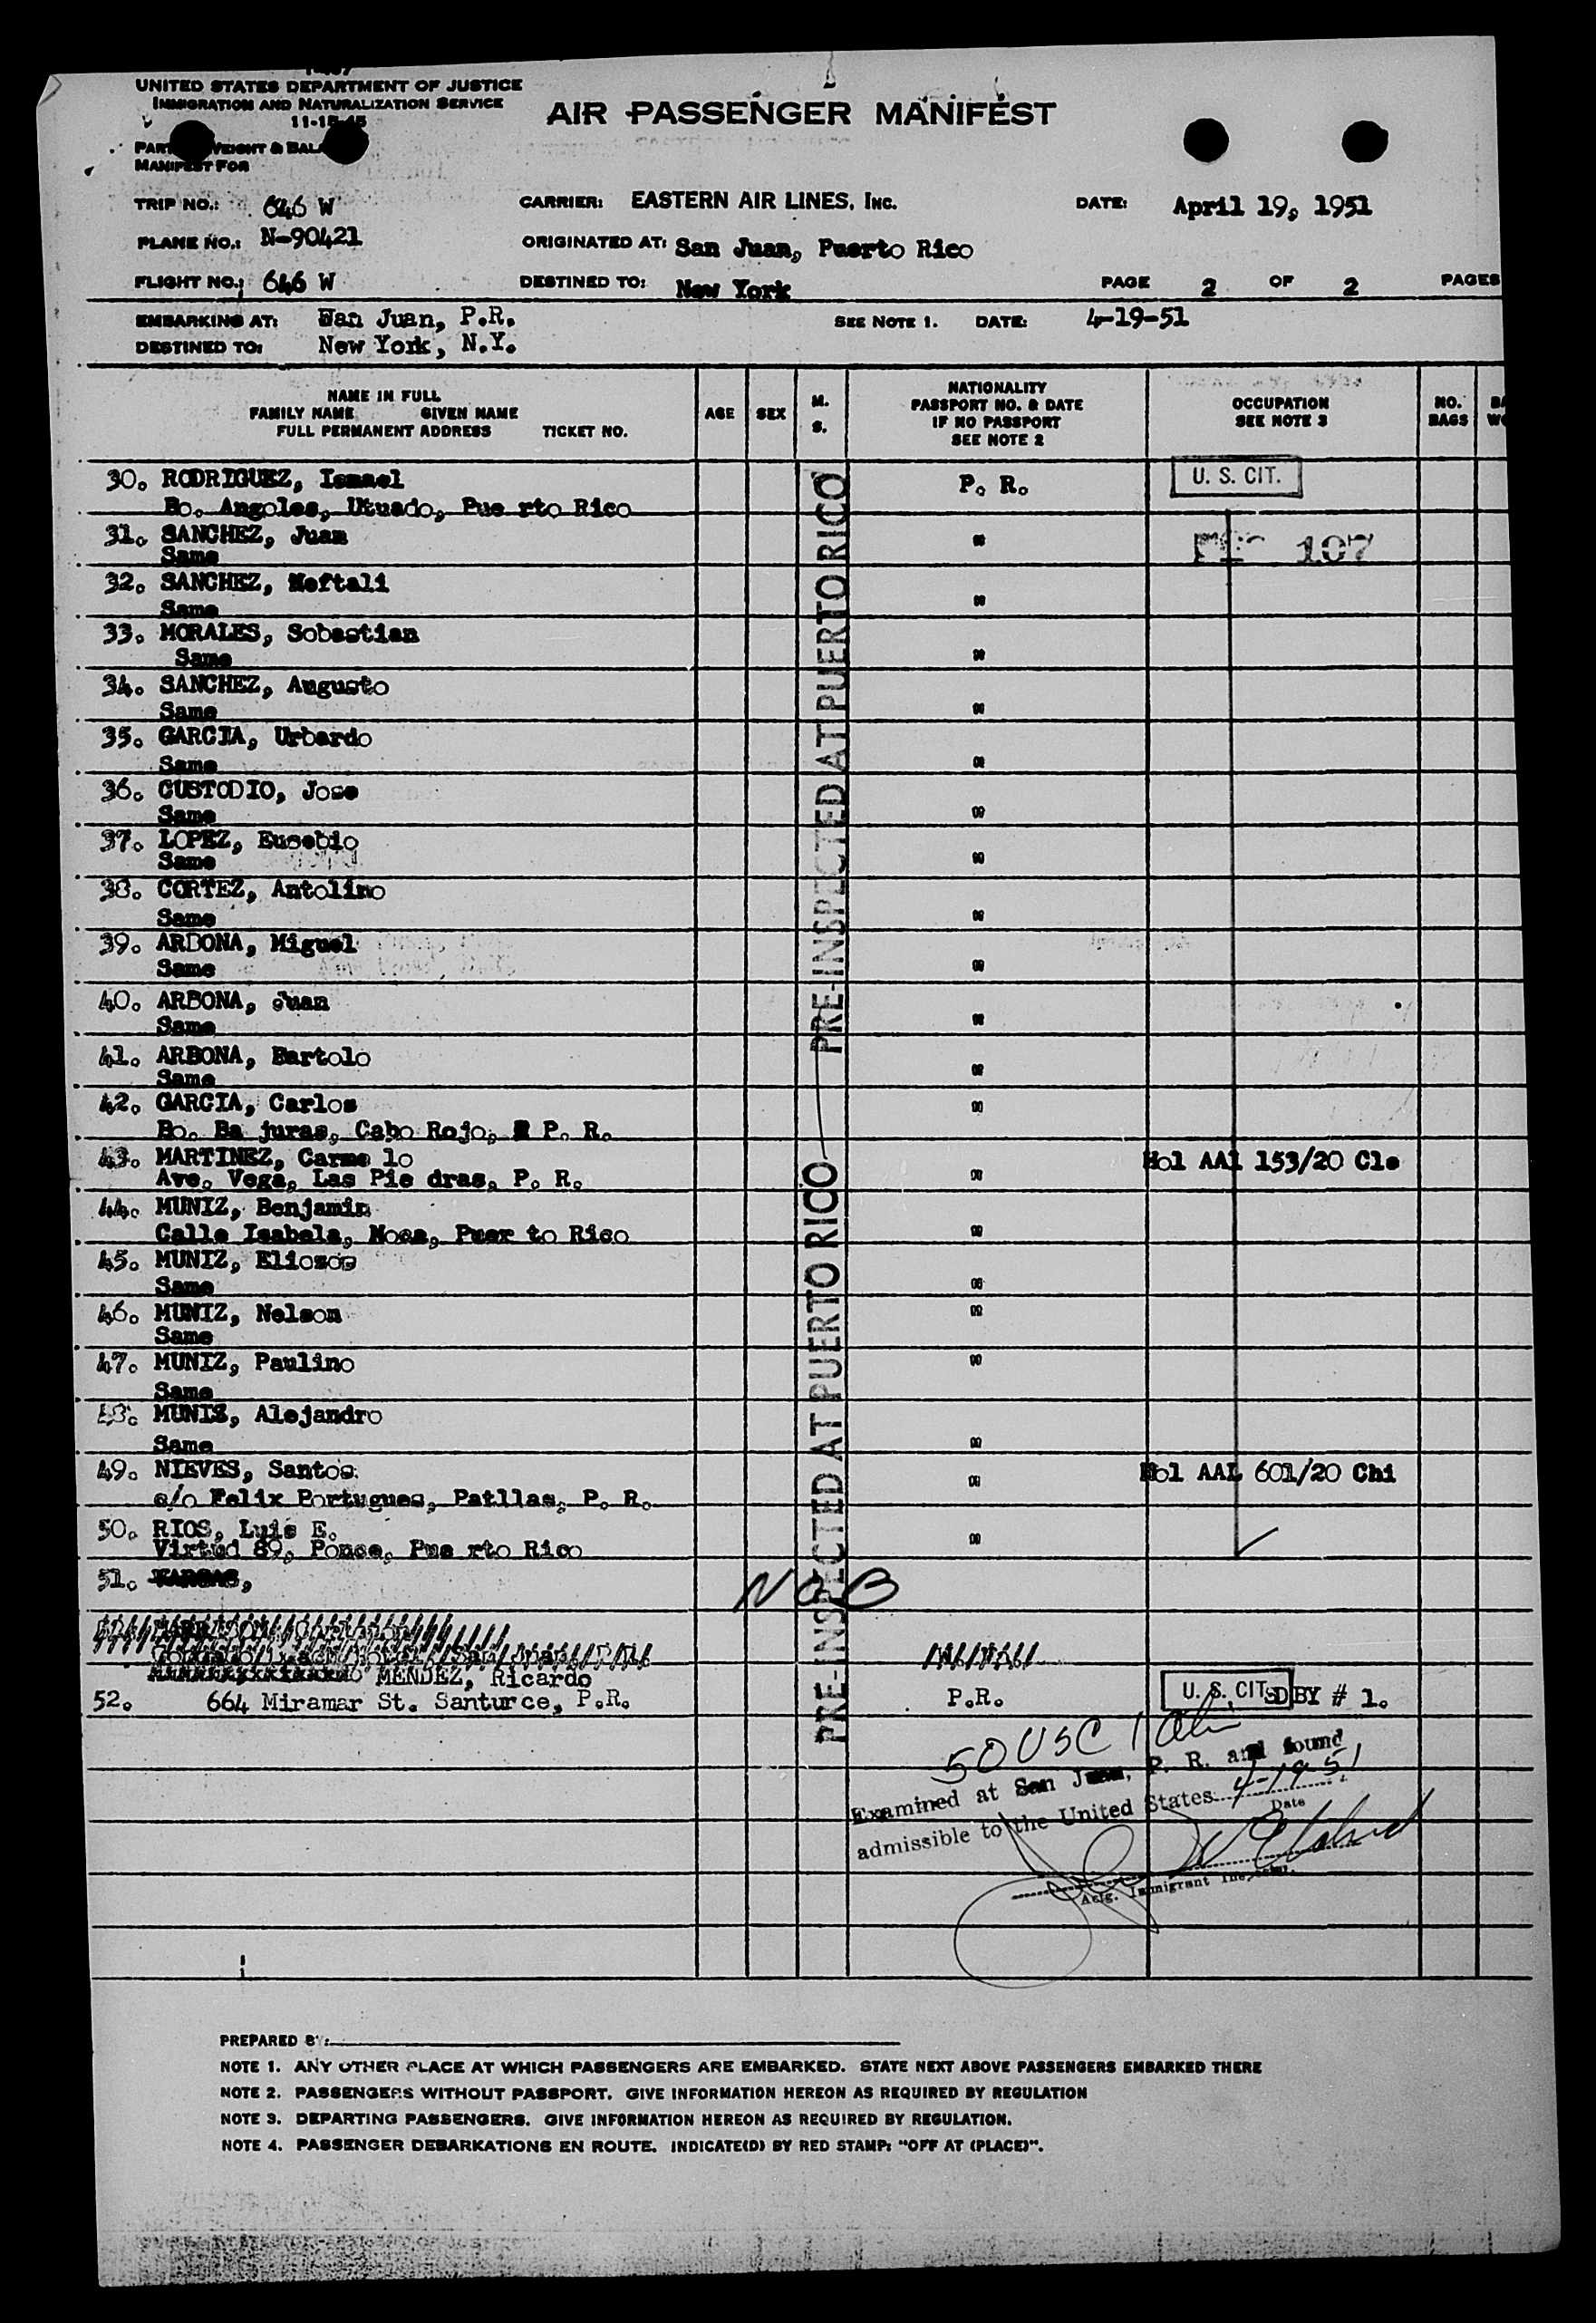 UNITED STATES DEPARTMENT OF JUSTICE
IMMIGRATION AND NATURALIZATION SERVICE
AIR PASSENGER MANIFEST
MANIFEST FOR
TRIP NO.: 646 W CARRIER: EASTERN AIR LINES, INC. DATE: April 19, 1951
PLANE NO.: N-90421 ORIGINATED AT: San Juan, Puerto Rico
FLIGHT NO.: 646 W DESTINED TO: New York PAGE 2 OF 2 PAGES
EMBARKING AT: San Juan, P.R. SEE NOTE 1. DATE: 4-19-51
DESTINED TO: New York, N.Y.
NAME IN FULL
FAMILY NAME GIVEN NAME
FULL PERMANENT ADDRESS TICKET NO.
AGE SEX M. S.
NATIONALITY
PASSPORT NO. & DATE
IF NO PASSPORT
SEE NOTE 2
OCCUPATION
SEE NOTE 3
NO. BAGS
30. RODRIGUEZ, Ismael P. R. U. S. CIT.
Bo. Angoles, Utuado, Pue rto Rico
31. SANCHEZ, Juan " 107
Same
32. SANCHEZ, Neftali "
Same
33. MORALES, Sobastian "
Same
34. SANCHEZ, Augusto "
Same
35. GARCIA, Urbardo "
Same
36. CUSTODIO, Jose "
Same
37. LOPEZ, Eusebio "
Same
38. CORTEZ, Antolino "
Same
39. ARBONA, Miguel "
Same
40. ARBONA, Juan "
Same
41. ARBONA, Bartolo "
Same
42. GARCIA, Carlos "
Bo. Ba juras, Cabo Rojo, P. R.
43. MARTINEZ, Carme lo " Hol AAl 153/20 Cle
Ave. Vega, Las Pie dras, P. R.
44. MUNIZ, Benjamin "
Calle Isabela, Moca, Puer to Rico
45. MUNIZ, Eliozos "
Same
46. MUNIZ, Nelson "
Same
47. MUNIZ, Paulino "
Same
48. MUNIZ, Alejandro "
Same
49. NIEVES, Santos " Hol AAL 601/20 Chi
c/o Felix Portugues, Patllas, P. R.
50. RIOS, Luis E. "
Virtud 89, Ponce, Pue rto Rico
51. VARGAS,
MENDEZ, Ricardo
52. 664 Miramar St. Santurce, P.R. P.R. U. S. CIT. SDBY # 1.
PRE-INSPECTED AT PUERTO RICO
PRE-INSPECTED AT PUERTO RICO
50 USC
Examined at San Juan, P. R. and found
admissible to the United States 4-19-51
Date
Actg. Immigrant Inspector.
PREPARED BY:
NOTE 1. ANY OTHER PLACE AT WHICH PASSENGERS ARE EMBARKED. STATE NEXT ABOVE PASSENGERS EMBARKED THERE
NOTE 2. PASSENGERS WITHOUT PASSPORT. GIVE INFORMATION HEREON AS REQUIRED BY REGULATION
NOTE 3. DEPARTING PASSENGERS. GIVE INFORMATION HEREON AS REQUIRED BY REGULATION.
NOTE 4. PASSENGER DEBARKATIONS EN ROUTE. INDICATE(D) BY RED STAMP: "OFF AT (PLACE)".